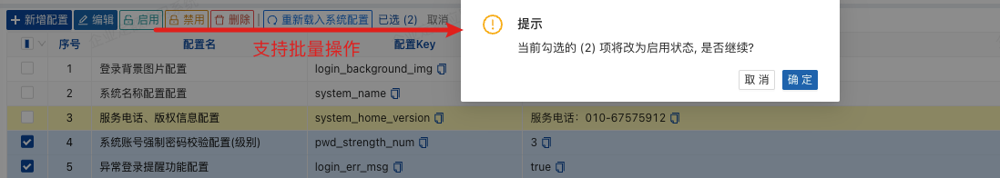 新增配置 编辑 启用 禁用 删除 重新载入系统配置 已选 (2) 取消
提示
当前勾选的 (2) 项将改为启用状态, 是否继续?
取 消 确 定
支持批量操作
序号 配置名 配置Key
1 登录背景图片配置 login_background_img
2 系统名称配置配置 system_name
3 服务电话、版权信息配置 system_home_version 服务电话：010-67575912
4 系统账号强制密码校验配置(级别) pwd_strength_num 3
5 异常登录提醒功能配置 login_err_msg true